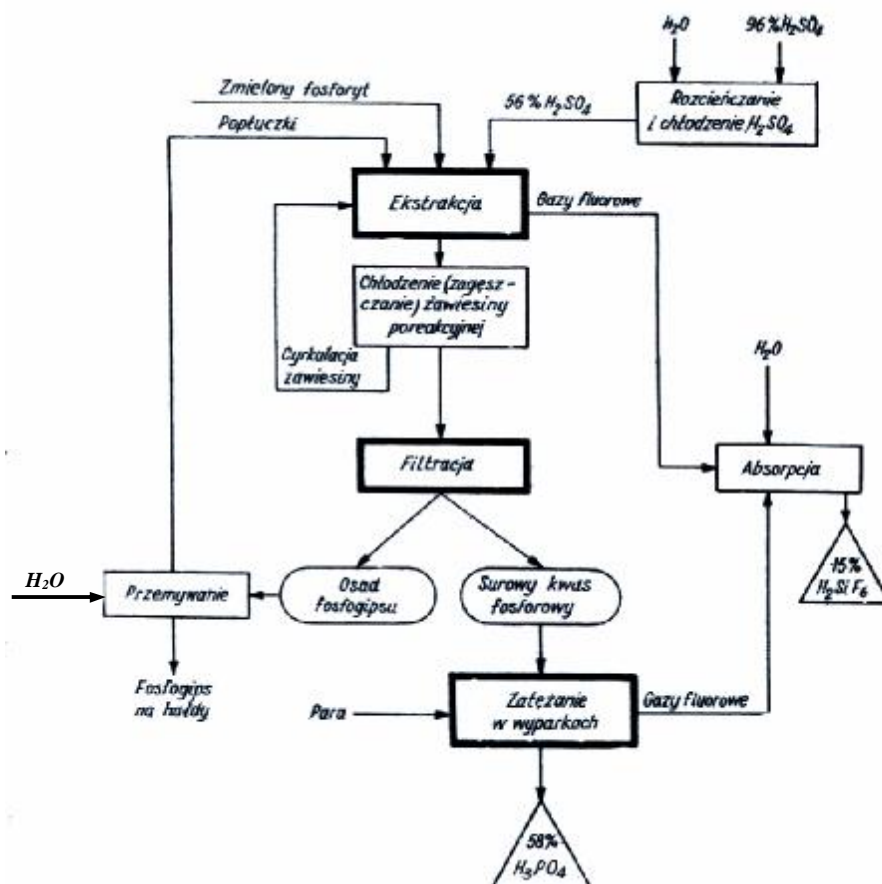 H₂O
96% H₂SO₄
Zmielony fosforyt
56% H₂SO₄
Rozcieńczanie
i chłodzenie H₂SO₄
Popłuczki
Ekstrakcja
Gazy fluorowe
Chłodzenie (zagęsz-
czanie) zawiesiny
poreakcyjnej
Cyrkulacja
zawiesiny
H₂O
Filtracja
Absorpcja
H₂O
Przemywanie
Osad
fosfogipsu
Surowy kwas
fosforowy
15%
H₂SiF₆
Fosfogips
na hałdy
Para
Zatężanie
w wyparkach
Gazy fluorowe
58%
H₃PO₄